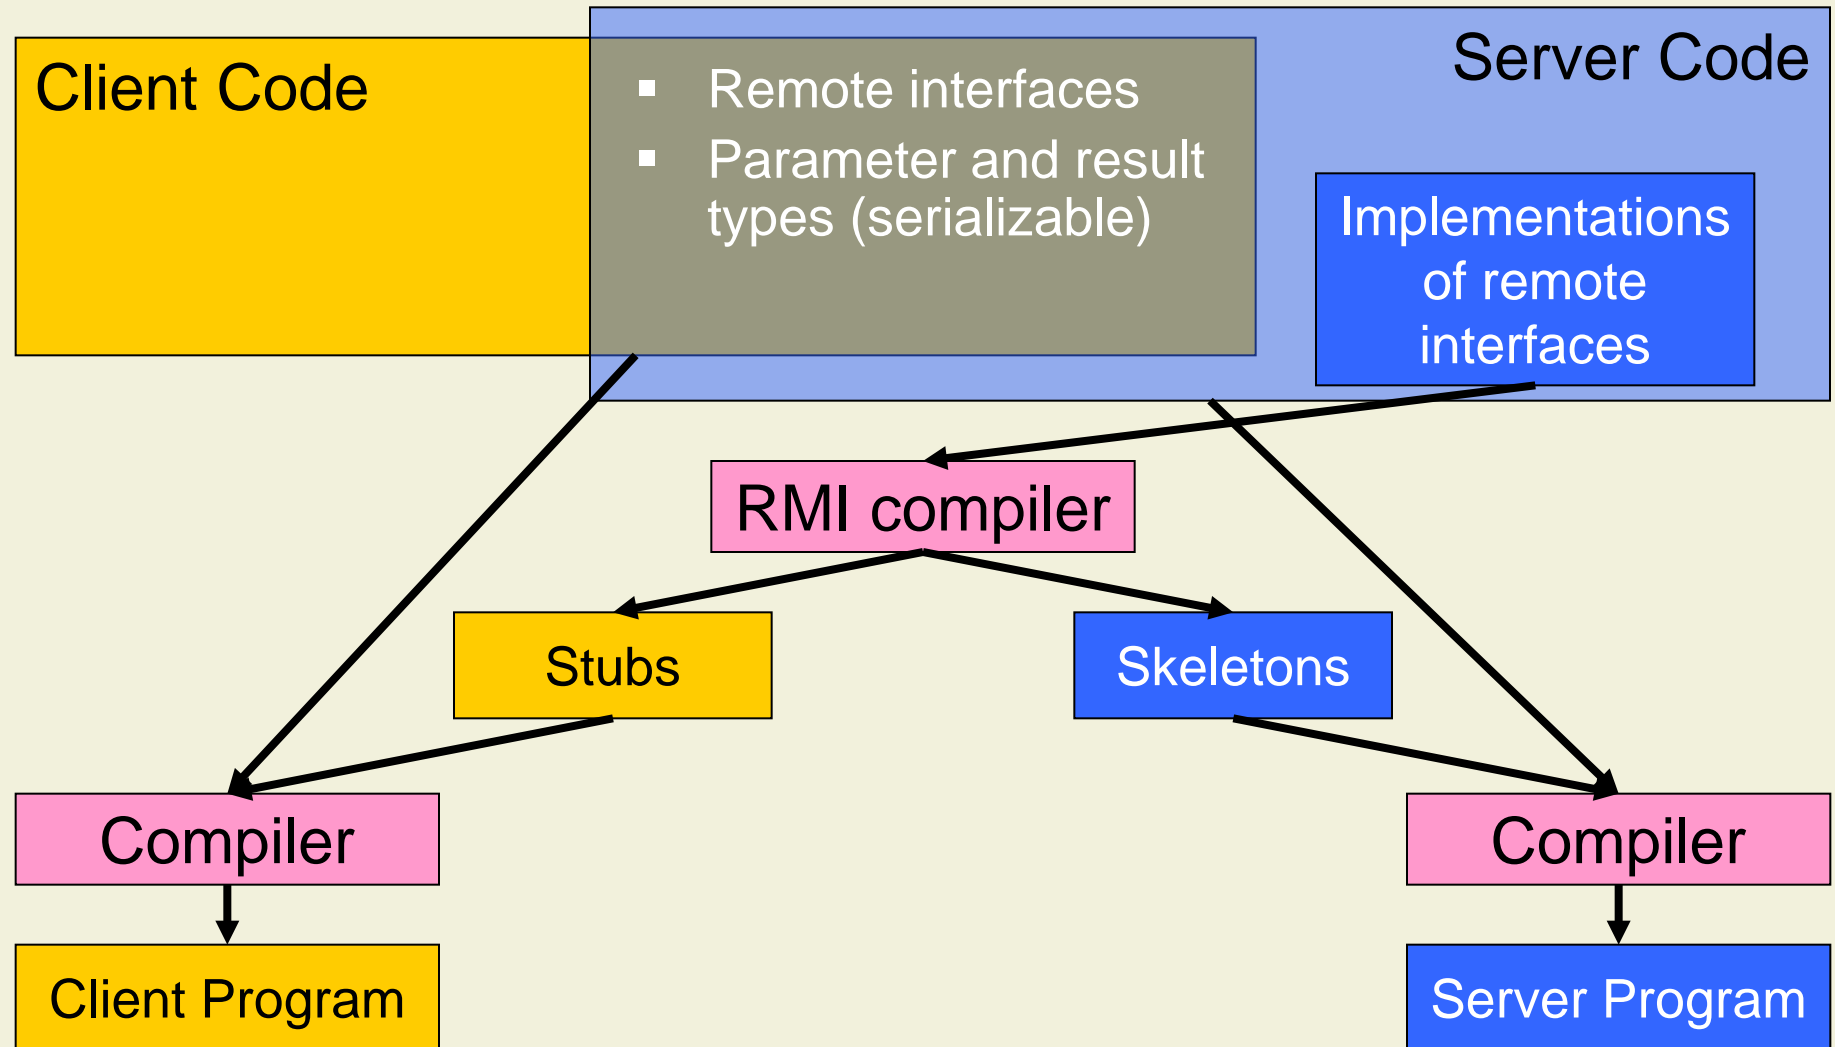 Client Code
Server Code
▪ Remote interfaces
▪ Parameter and result
types (serializable)
Implementations
of remote
interfaces
RMI compiler
Stubs
Skeletons
Compiler
Compiler
Client Program
Server Program